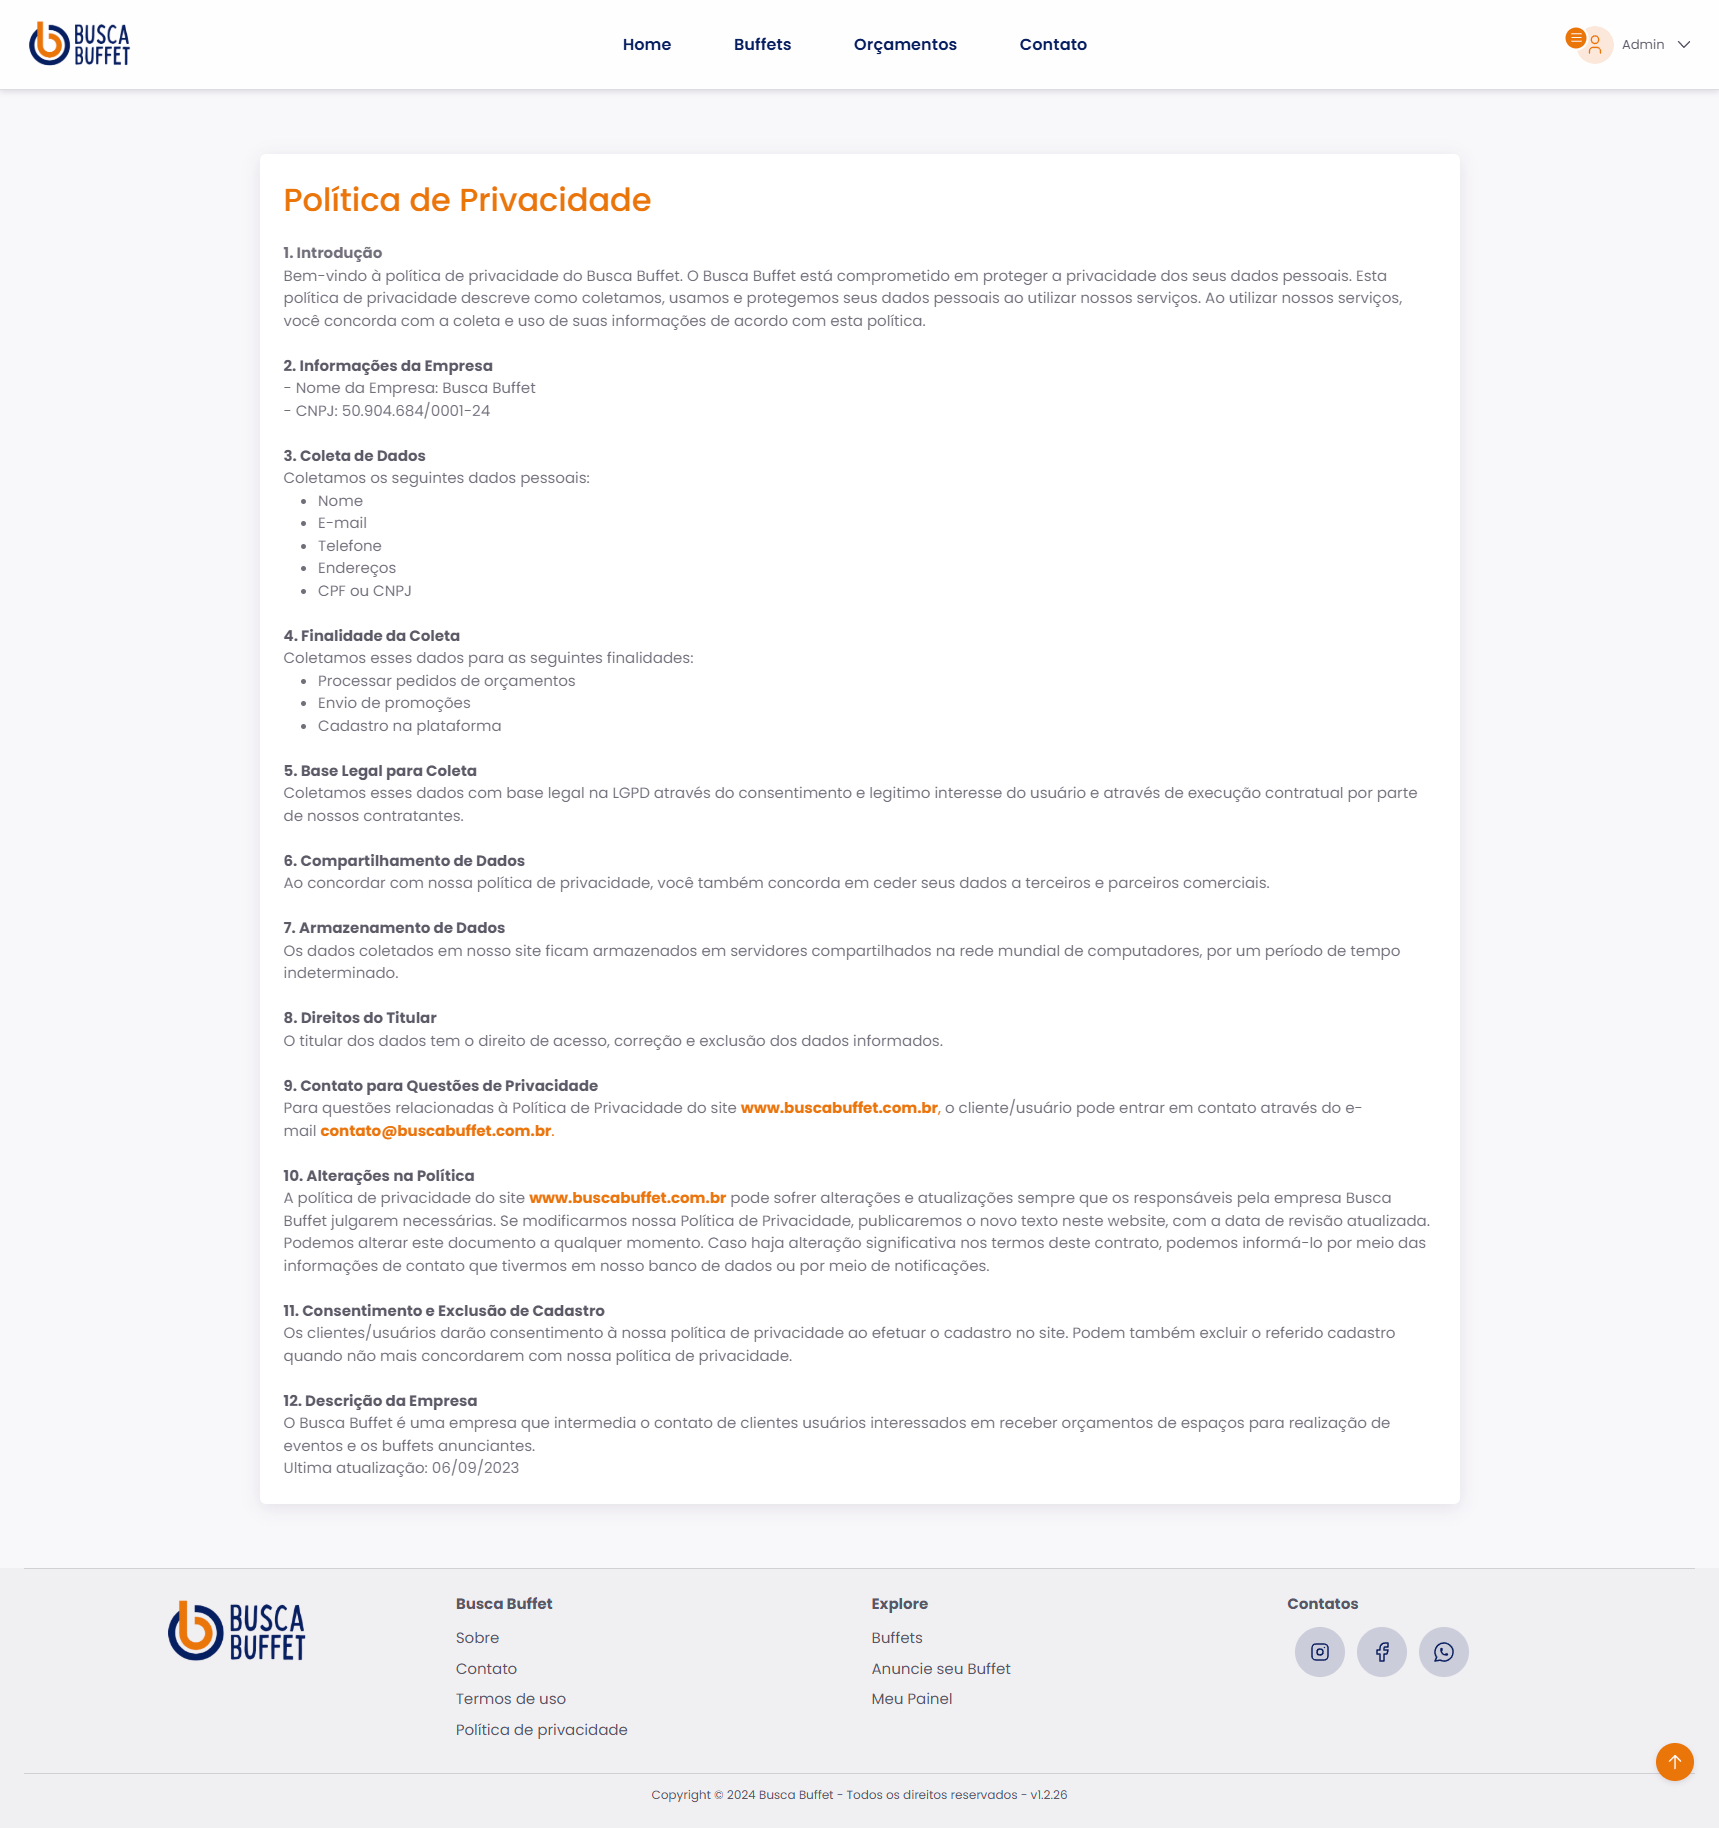 BUSCA
BUFFET
Home
Buffets
Orçamentos
Contato
Admin
Política de Privacidade
1. Introdução
Bem-vindo à política de privacidade do Busca Buffet. O Busca Buffet está comprometido em proteger a privacidade dos seus dados pessoais. Esta
política de privacidade descreve como coletamos, usamos e protegemos seus dados pessoais ao utilizar nossos serviços. Ao utilizar nossos serviços,
você concorda com a coleta e uso de suas informações de acordo com esta política.
2. Informações da Empresa
- Nome da Empresa: Busca Buffet
- CNPJ: 50.904.684/0001-24
3. Coleta de Dados
Coletamos os seguintes dados pessoais:
• Nome
• E-mail
• Telefone
• Endereços
• CPF ou CNPJ
4. Finalidade da Coleta
Coletamos esses dados para as seguintes finalidades:
• Processar pedidos de orçamentos
• Envio de promoções
• Cadastro na plataforma
5. Base Legal para Coleta
Coletamos esses dados com base legal na LGPD através do consentimento e legitimo interesse do usuário e através de execução contratual por parte
de nossos contratantes.
6. Compartilhamento de Dados
Ao concordar com nossa política de privacidade, você também concorda em ceder seus dados a terceiros e parceiros comerciais.
7. Armazenamento de Dados
Os dados coletados em nosso site ficam armazenados em servidores compartilhados na rede mundial de computadores, por um período de tempo
indeterminado.
8. Direitos do Titular
O titular dos dados tem o direito de acesso, correção e exclusão dos dados informados.
9. Contato para Questões de Privacidade
Para questões relacionadas à Política de Privacidade do site www.buscabuffet.com.br, o cliente/usuário pode entrar em contato através do e-
mail contato@buscabuffet.com.br.
10. Alterações na Política
A política de privacidade do site www.buscabuffet.com.br pode sofrer alterações e atualizações sempre que os responsáveis pela empresa Busca
Buffet julgarem necessárias. Se modificarmos nossa Política de Privacidade, publicaremos o novo texto neste website, com a data de revisão atualizada.
Podemos alterar este documento a qualquer momento. Caso haja alteração significativa nos termos deste contrato, podemos informá-lo por meio das
informações de contato que tivermos em nosso banco de dados ou por meio de notificações.
11. Consentimento e Exclusão de Cadastro
Os clientes/usuários darão consentimento à nossa política de privacidade ao efetuar o cadastro no site. Podem também excluir o referido cadastro
quando não mais concordarem com nossa política de privacidade.
12. Descrição da Empresa
O Busca Buffet é uma empresa que intermedia o contato de clientes usuários interessados em receber orçamentos de espaços para realização de
eventos e os buffets anunciantes.
Ultima atualização: 06/09/2023
BUSCA
BUFFET
Busca Buffet
Sobre
Contato
Termos de uso
Política de privacidade
Explore
Buffets
Anuncie seu Buffet
Meu Painel
Contatos
Copyright © 2024 Busca Buffet - Todos os direitos reservados - v1.2.26